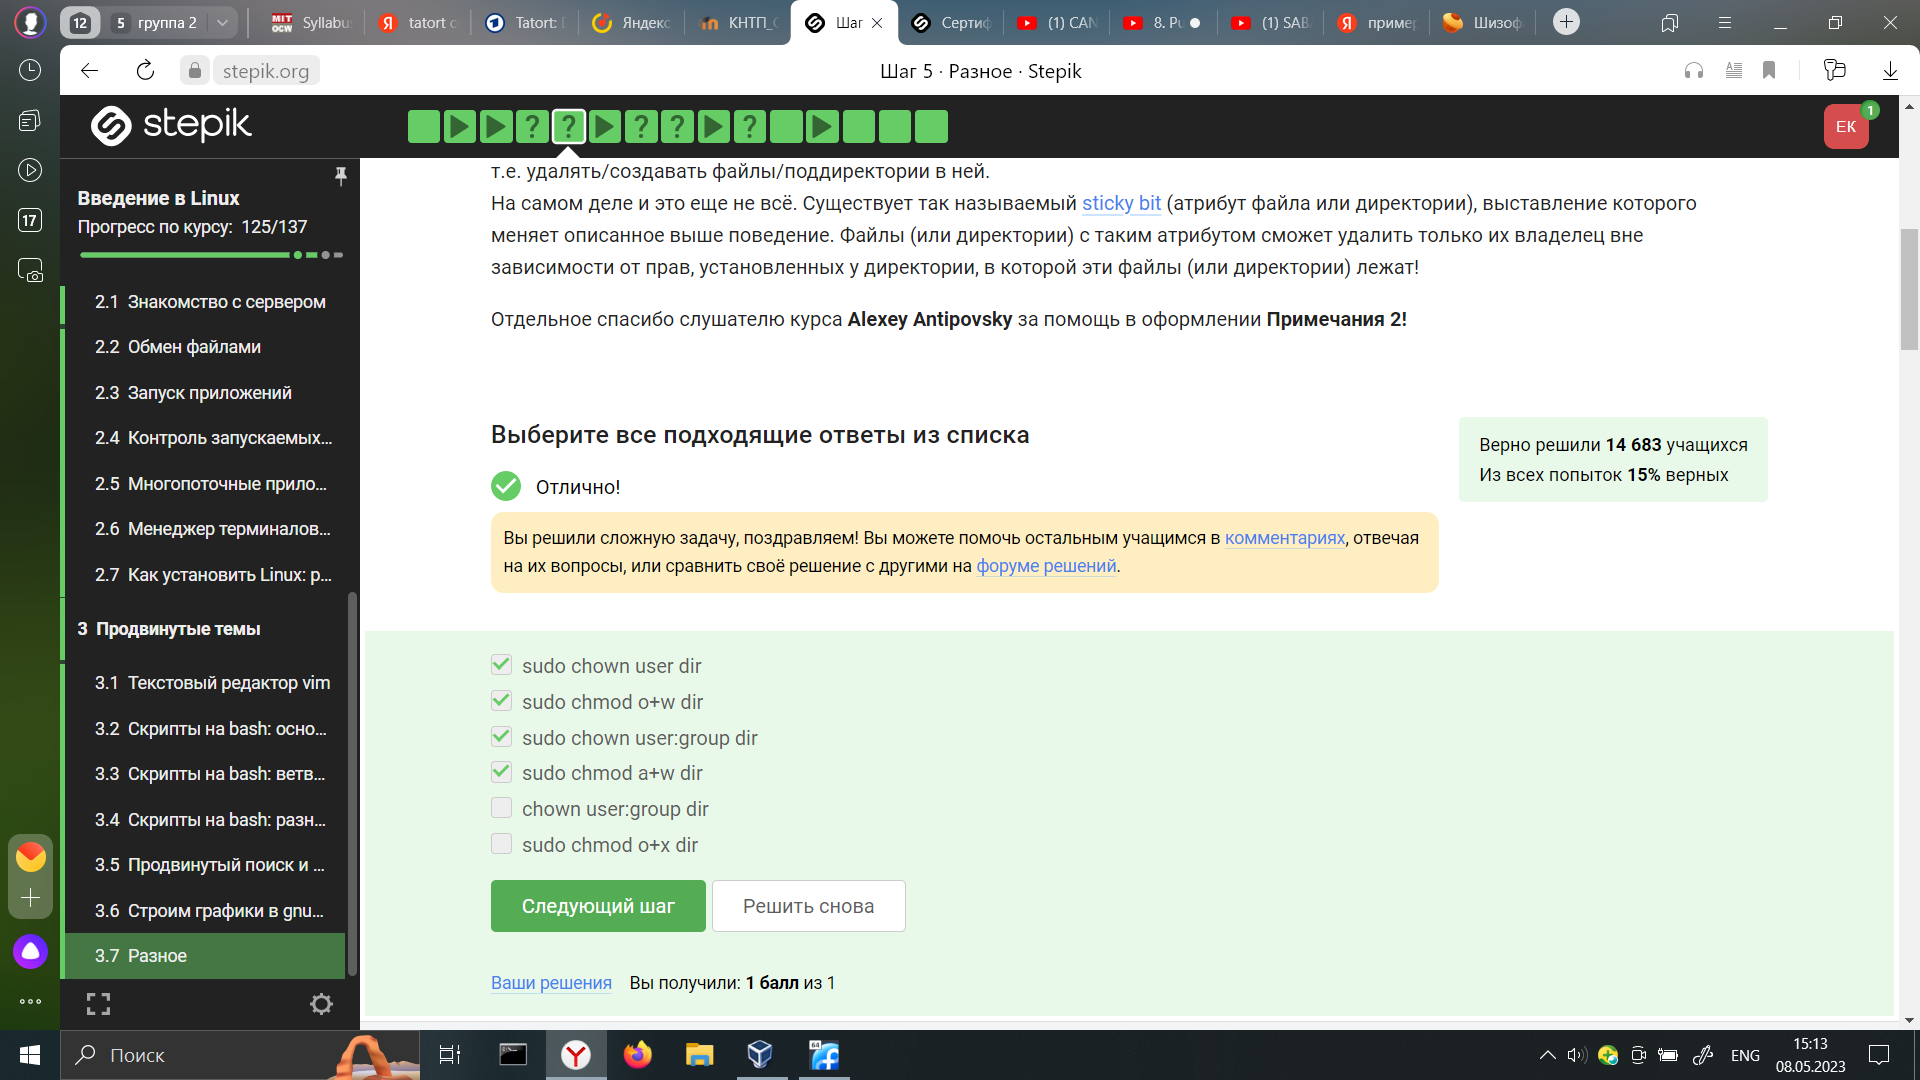 12
5 группа 2
MIT OCW Syllabu
tatort
Tatort:
Яндекс
КНТП_
Шаг
Сертиф
(1) CAN
8. Pu
(1) SAB
пример
Шизоф
stepik.org
Шаг 5 · Разное · Stepik
17
stepik
? ? ? ? ?
ЕК
1
Введение в Linux
Прогресс по курсу: 125/137
2.1 Знакомство с сервером
2.2 Обмен файлами
2.3 Запуск приложений
2.4 Контроль запускаемых...
2.5 Многопоточные прило...
2.6 Менеджер терминалов...
2.7 Как установить Linux: р...
3 Продвинутые темы
3.1 Текстовый редактор vim
3.2 Скрипты на bash: осно...
3.3 Скрипты на bash: ветв...
3.4 Скрипты на bash: разн...
3.5 Продвинутый поиск и ...
3.6 Строим графики в gnu...
3.7 Разное
т.е. удалять/создавать файлы/поддиректории в ней.
На самом деле и это еще не всё. Существует так называемый sticky bit (атрибут файла или директории), выставление которого
меняет описанное выше поведение. Файлы (или директории) с таким атрибутом сможет удалить только их владелец вне
зависимости от прав, установленных у директории, в которой эти файлы (или директории) лежат!
Отдельное спасибо слушателю курса Alexey Antipovsky за помощь в оформлении Примечания 2!
Выберите все подходящие ответы из списка
Верно решили 14 683 учащихся
Из всех попыток 15% верных
Отлично!
Вы решили сложную задачу, поздравляем! Вы можете помочь остальным учащимся в комментариях, отвечая
на их вопросы, или сравнить своё решение с другими на форуме решений.
sudo chown user dir
sudo chmod o+w dir
sudo chown user:group dir
sudo chmod a+w dir
chown user:group dir
sudo chmod o+x dir
Следующий шаг
Решить снова
Ваши решения Вы получили: 1 балл из 1
Поиск
64
ENG
15:13
08.05.2023